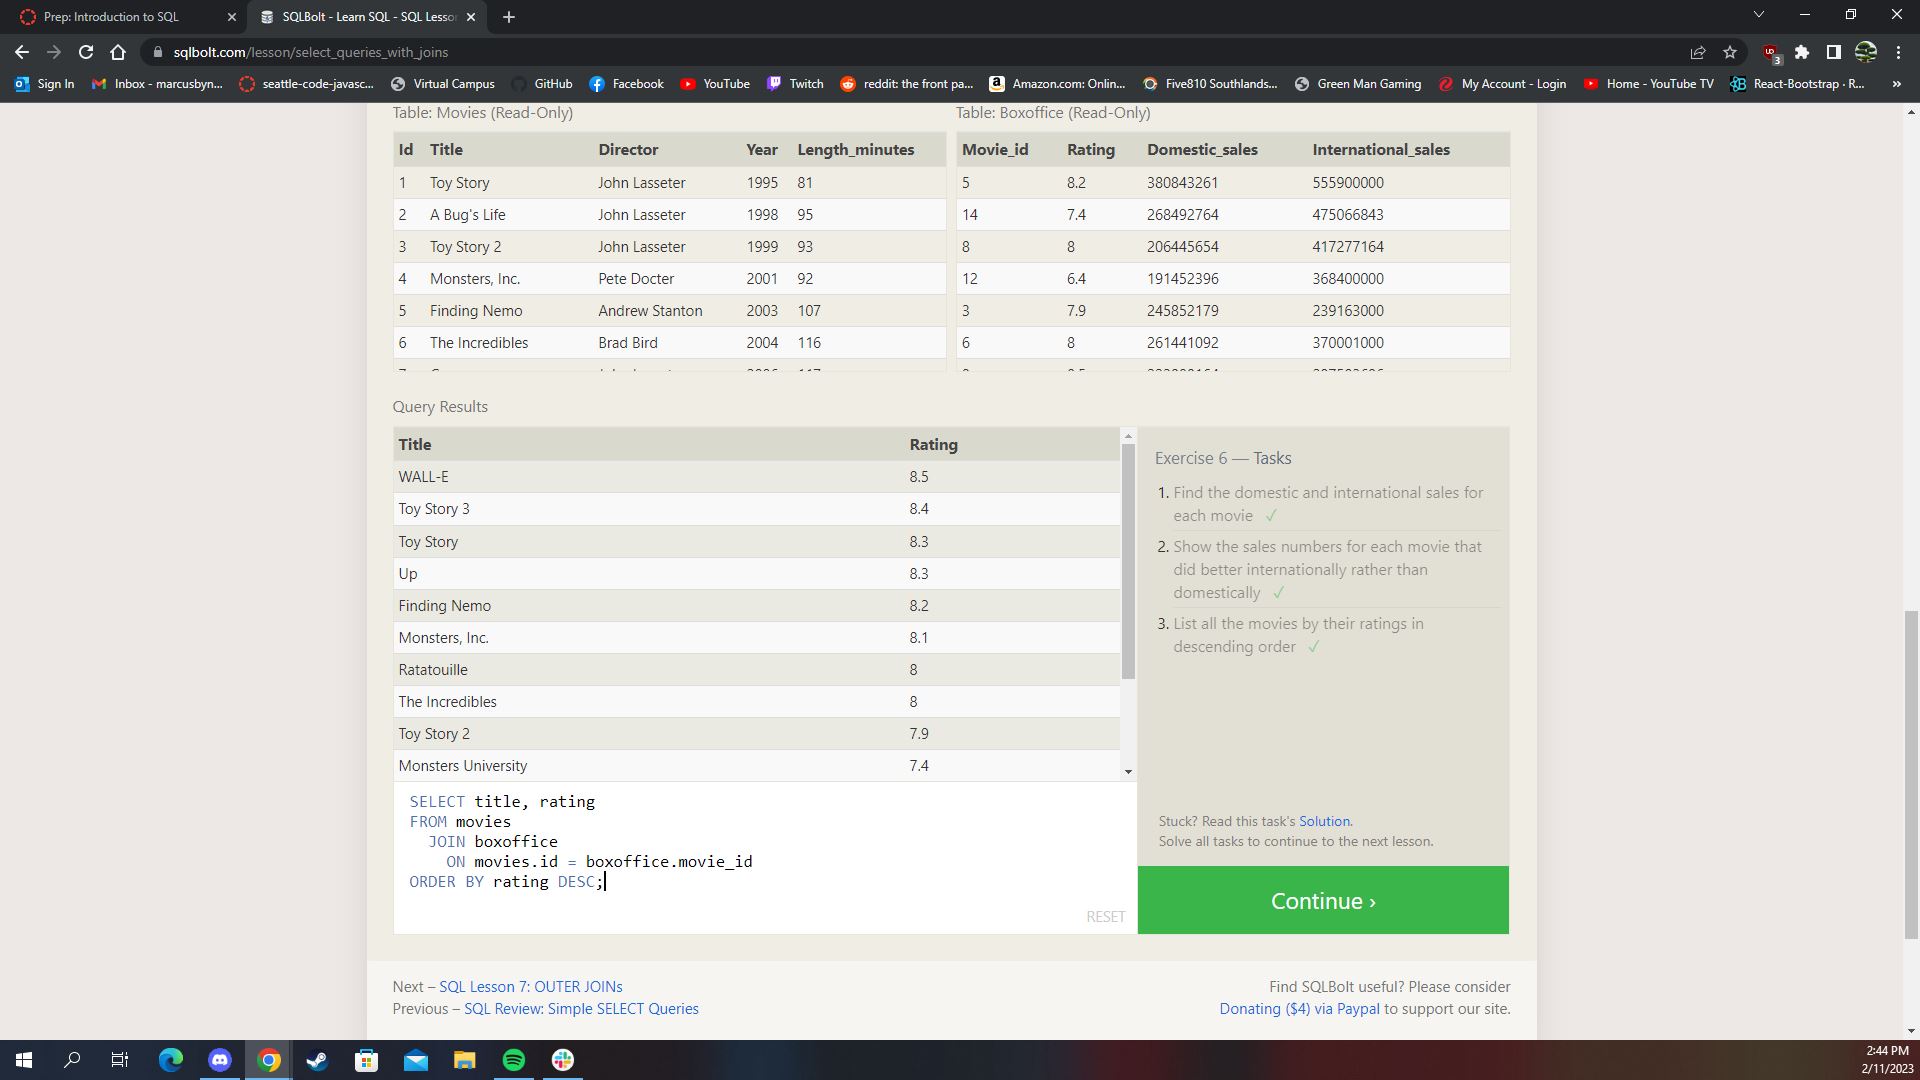 Prep: Introduction to SQL
SQLBolt - Learn SQL - SQL Lesson
sqlbolt.com/lesson/select_queries_with_joins
3
Sign In
Inbox - marcusbyn...
seattle-code-javasc...
Virtual Campus
GitHub
Facebook
YouTube
Twitch
reddit: the front pa...
Amazon.com: Onlin...
Five810 Southlands...
Green Man Gaming
My Account - Login
Home - YouTube TV
React-Bootstrap · R...
»
Table: Movies (Read-Only)
Id Title Director Year Length_minutes
1 Toy Story John Lasseter 1995 81
2 A Bug's Life John Lasseter 1998 95
3 Toy Story 2 John Lasseter 1999 93
4 Monsters, Inc. Pete Docter 2001 92
5 Finding Nemo Andrew Stanton 2003 107
6 The Incredibles Brad Bird 2004 116
Table: Boxoffice (Read-Only)
Movie_id Rating Domestic_sales International_sales
5 8.2 380843261 555900000
14 7.4 268492764 475066843
8 8 206445654 417277164
12 6.4 191452396 368400000
3 7.9 245852179 239163000
6 8 261441092 370001000
Query Results
Title Rating
WALL-E 8.5
Toy Story 3 8.4
Toy Story 8.3
Up 8.3
Finding Nemo 8.2
Monsters, Inc. 8.1
Ratatouille 8
The Incredibles 8
Toy Story 2 7.9
Monsters University 7.4
SELECT title, rating
FROM movies
JOIN boxoffice
ON movies.id = boxoffice.movie_id
ORDER BY rating DESC;
RESET
Exercise 6 — Tasks
1. Find the domestic and international sales for
each movie ✓
2. Show the sales numbers for each movie that
did better internationally rather than
domestically ✓
3. List all the movies by their ratings in
descending order ✓
Stuck? Read this task's Solution.
Solve all tasks to continue to the next lesson.
Continue ›
Next – SQL Lesson 7: OUTER JOINs
Previous – SQL Review: Simple SELECT Queries
Find SQLBolt useful? Please consider
Donating ($4) via Paypal to support our site.
2:44 PM
2/11/2023